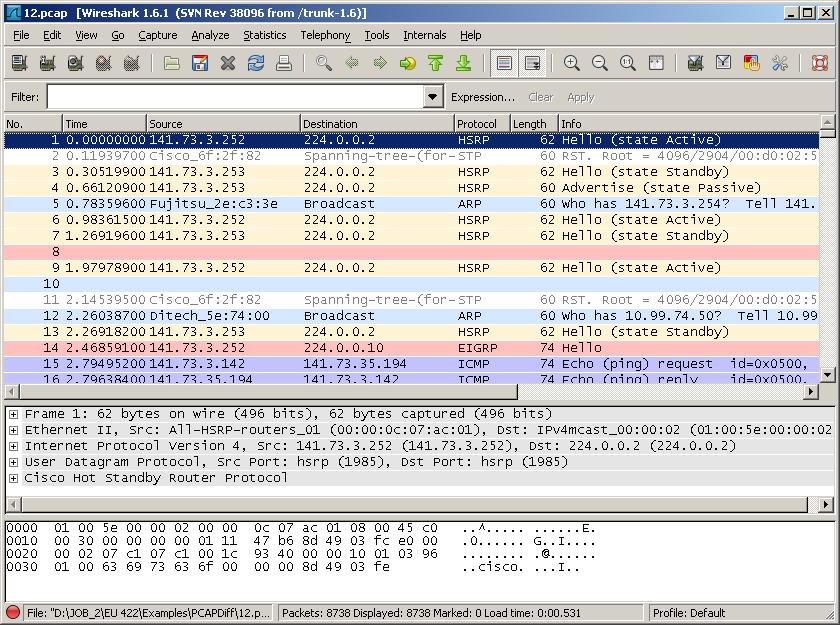 12.pcap [Wireshark 1.6.1 (SVN Rev 38096 from /trunk-1.6)]
File Edit View Go Capture Analyze Statistics Telephony Tools Internals Help
Filter: Expression... Clear Apply
No. Time Source Destination Protocol Length Info
1 0.00000000 141.73.3.252 224.0.0.2 HSRP 62 Hello (state Active)
2 0.11939700 Cisco_6f:2f:82 Spanning-tree-(for- STP 60 RST. Root = 4096/2904/00:d0:02:5
3 0.30519900 141.73.3.253 224.0.0.2 HSRP 62 Hello (state Standby)
4 0.66120900 141.73.3.253 224.0.0.2 HSRP 60 Advertise (state Passive)
5 0.78359600 Fujitsu_2e:c3:3e Broadcast ARP 60 Who has 141.73.3.254? Tell 141.
6 0.98361500 141.73.3.252 224.0.0.2 HSRP 62 Hello (state Active)
7 1.26919600 141.73.3.253 224.0.0.2 HSRP 62 Hello (state Standby)
8
9 1.97978900 141.73.3.252 224.0.0.2 HSRP 62 Hello (state Active)
10
11 2.14539500 Cisco_6f:2f:82 Spanning-tree-(for- STP 60 RST. Root = 4096/2904/00:d0:02:5
12 2.26038700 Ditech_5e:74:00 Broadcast ARP 60 Who has 10.99.74.50? Tell 10.99
13 2.26918200 141.73.3.253 224.0.0.2 HSRP 62 Hello (state Standby)
14 2.46859100 141.73.3.252 224.0.0.10 EIGRP 74 Hello
15 2.79495200 141.73.3.142 141.73.35.194 ICMP 74 Echo (ping) request id=0x0500,
16 2.79638400 141.73.35.194 141.73.3.142 ICMP 74 Echo (ping) reply id=0x0500,
Frame 1: 62 bytes on wire (496 bits), 62 bytes captured (496 bits)
Ethernet II, Src: All-HSRP-routers_01 (00:00:0c:07:ac:01), Dst: IPv4mcast_00:00:02 (01:00:5e:00:00:02
Internet Protocol Version 4, Src: 141.73.3.252 (141.73.3.252), Dst: 224.0.0.2 (224.0.0.2)
User Datagram Protocol, Src Port: hsrp (1985), Dst Port: hsrp (1985)
Cisco Hot Standby Router Protocol
0000 01 00 5e 00 00 02 00 00 0c 07 ac 01 08 00 45 c0 ..^..... ......E.
0010 00 30 00 00 00 00 01 11 47 b6 8d 49 03 fc e0 00 .0...... G..I....
0020 00 02 07 c1 07 c1 00 1c 93 40 00 00 10 01 03 96 ........ .@......
0030 01 00 63 69 73 63 6f 00 00 00 8d 49 03 fe ..cisco. ...I..
File: "D:\JOB_2\EU 422\Examples\PCAPDiff\12.p... Packets: 8738 Displayed: 8738 Marked: 0 Load time: 0:00.531 Profile: Default